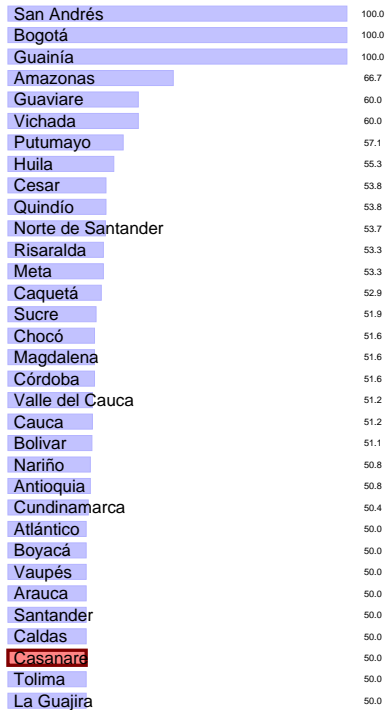 San Andrés 100.0
Bogotá 100.0
Guainía 100.0
Amazonas 66.7
Guaviare 60.0
Vichada 60.0
Putumayo 57.1
Huila 55.3
Cesar 53.8
Quindío 53.8
Norte de Santander 53.7
Risaralda 53.3
Meta 53.3
Caquetá 52.9
Sucre 51.9
Chocó 51.6
Magdalena 51.6
Córdoba 51.6
Valle del Cauca 51.2
Cauca 51.2
Bolivar 51.1
Nariño 50.8
Antioquia 50.8
Cundinamarca 50.4
Atlántico 50.0
Boyacá 50.0
Vaupés 50.0
Arauca 50.0
Santander 50.0
Caldas 50.0
Casanare 50.0
Tolima 50.0
La Guajira 50.0